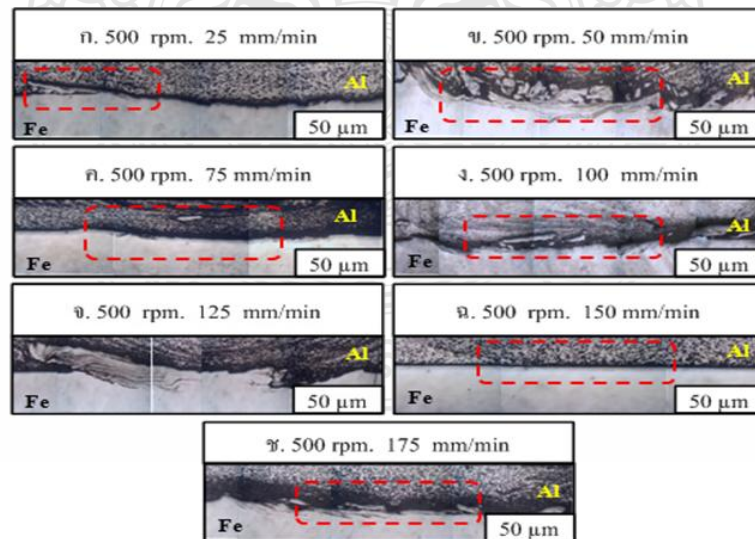 ก. 500 rpm. 25 mm/min
Al
Fe
50 μm
ข. 500 rpm. 50 mm/min
Al
Fe
50 μm
ค. 500 rpm. 75 mm/min
Al
Fe
50 μm
ง. 500 rpm. 100 mm/min
Al
Fe
50 μm
จ. 500 rpm. 125 mm/min
Al
Fe
50 μm
ฉ. 500 rpm. 150 mm/min
Al
Fe
50 μm
ช. 500 rpm. 175 mm/min
Al
Fe
50 μm